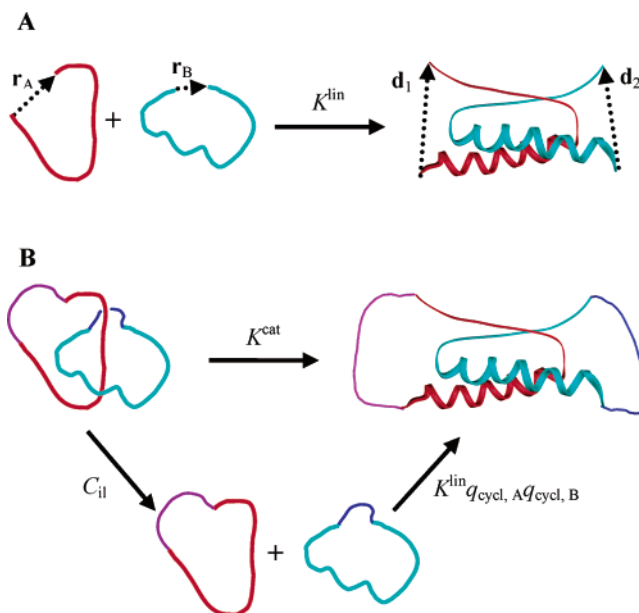 A
r_A
+
r_B
K^lin
d_1
d_2
B
K^cat
C_il
+
K^lin q_cycl, A q_cycl, B